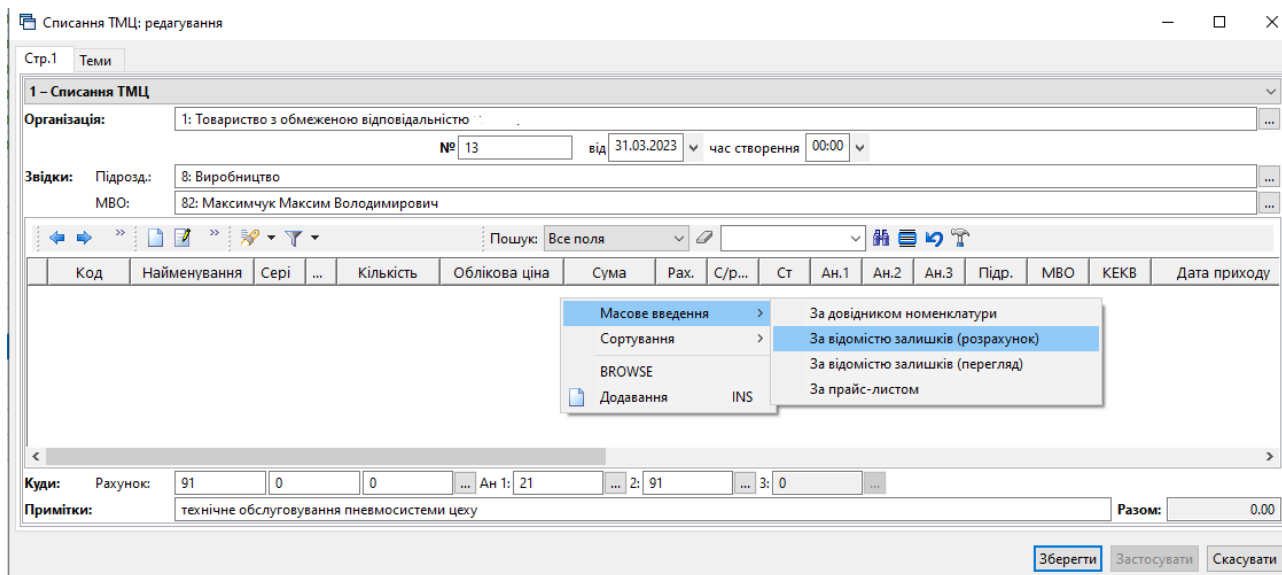 Списання ТМЦ: редагування
Стр.1 Теми
1 – Списання ТМЦ
Організація: 1: Товариство з обмеженою відповідальністю ...
№ 13 від 31.03.2023 час створення 00:00
Звідки: Підрозд.: 8: Виробництво ...
МВО: 82: Максимчук Максим Володимирович ...
Пошук: Все поля
Код Найменування Сері ... Кількість Облікова ціна Сума Рах. С/р... Ст Ан.1 Ан.2 Ан.3 Підр. МВО КЕКВ Дата приходу
Масове введення > За довідником номенклатури
Сортування > За відомістю залишків (розрахунок)
BROWSE За відомістю залишків (перегляд)
Додавання INS За прайс-листом
Куди: Рахунок: 91 0 0 ... Ан 1: 21 ... 2: 91 ... 3: 0 ...
Примітки: технічне обслуговування пневмосистеми цеху Разом: 0.00
Зберегти Застосувати Скасувати